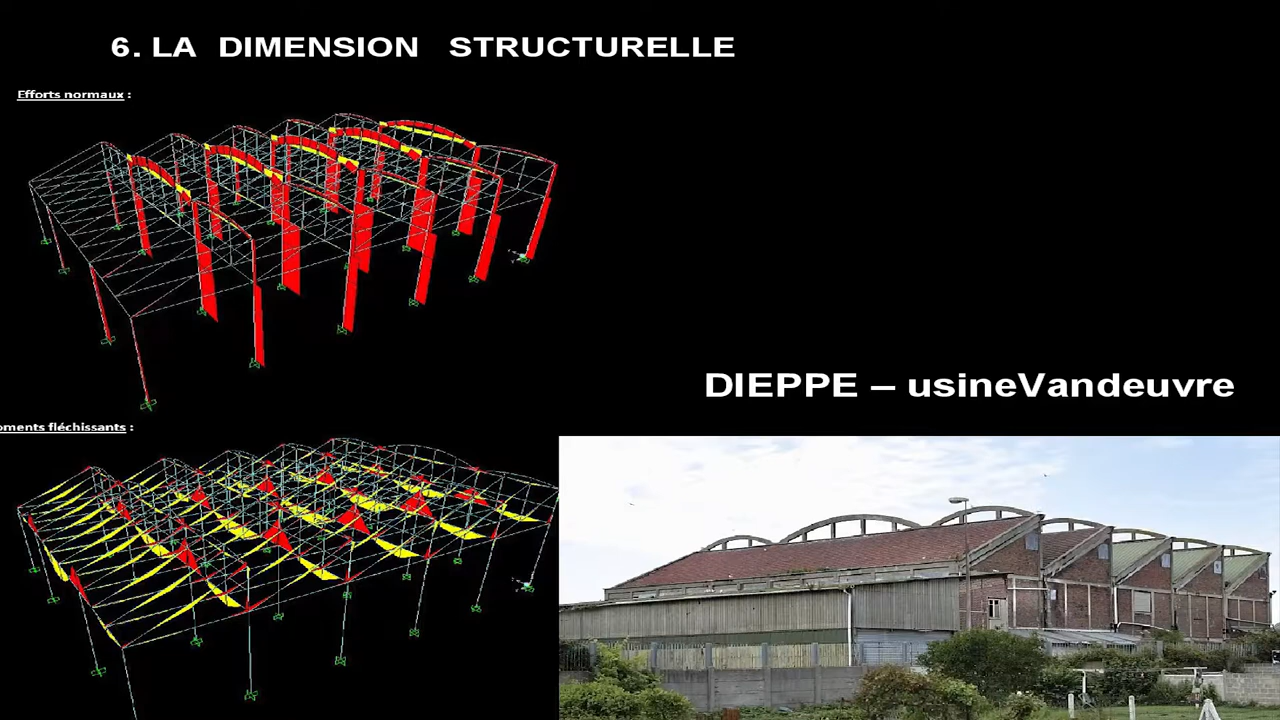 6. LA DIMENSION STRUCTURELLE
Efforts normaux :
DIEPPE – usineVandeuvre
oments fléchissants :